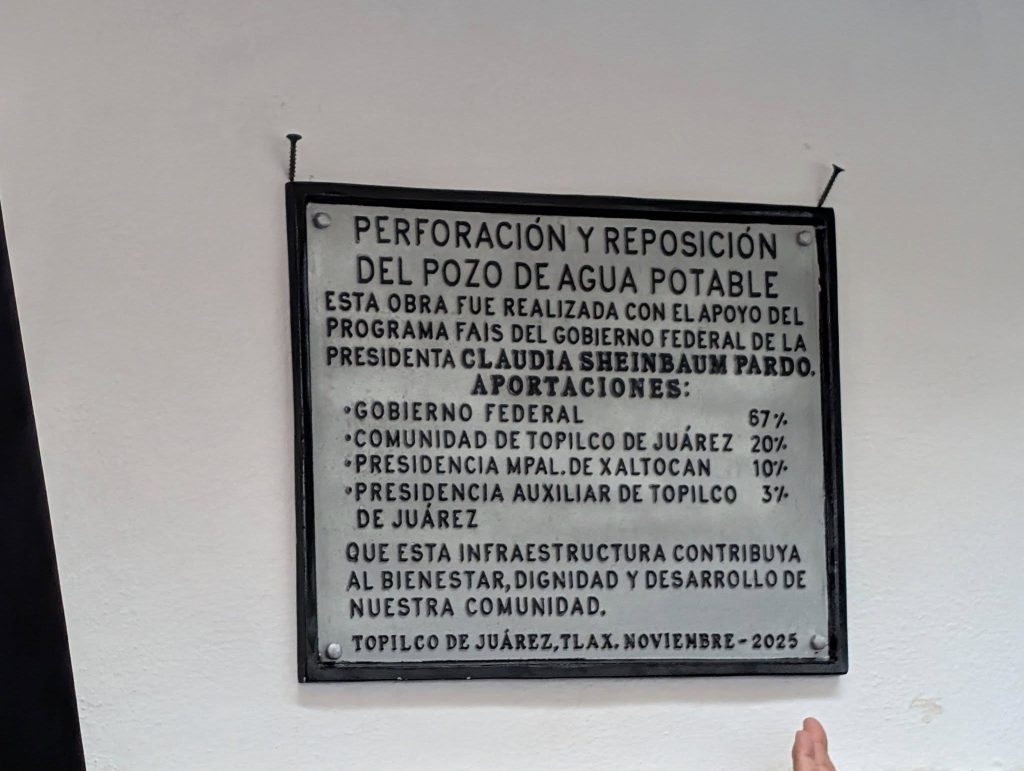 PERFORACIÓN Y REPOSICIÓN
DEL POZO DE AGUA POTABLE
ESTA OBRA FUE REALIZADA CON EL APOYO DEL
PROGRAMA FAIS DEL GOBIERNO FEDERAL DE LA
PRESIDENTA CLAUDIA SHEINBAUM PARDO.
APORTACIONES:
•GOBIERNO FEDERAL 67%
•COMUNIDAD DE TOPILCO DE JUÁREZ 20%
•PRESIDENCIA MPAL. DE XALTOCAN 10%
•PRESIDENCIA AUXILIAR DE TOPILCO 3%
DE JUÁREZ
QUE ESTA INFRAESTRUCTURA CONTRIBUYA
AL BIENESTAR, DIGNIDAD Y DESARROLLO DE
NUESTRA COMUNIDAD.
TOPILCO DE JUÁREZ, TLAX. NOVIEMBRE-2025